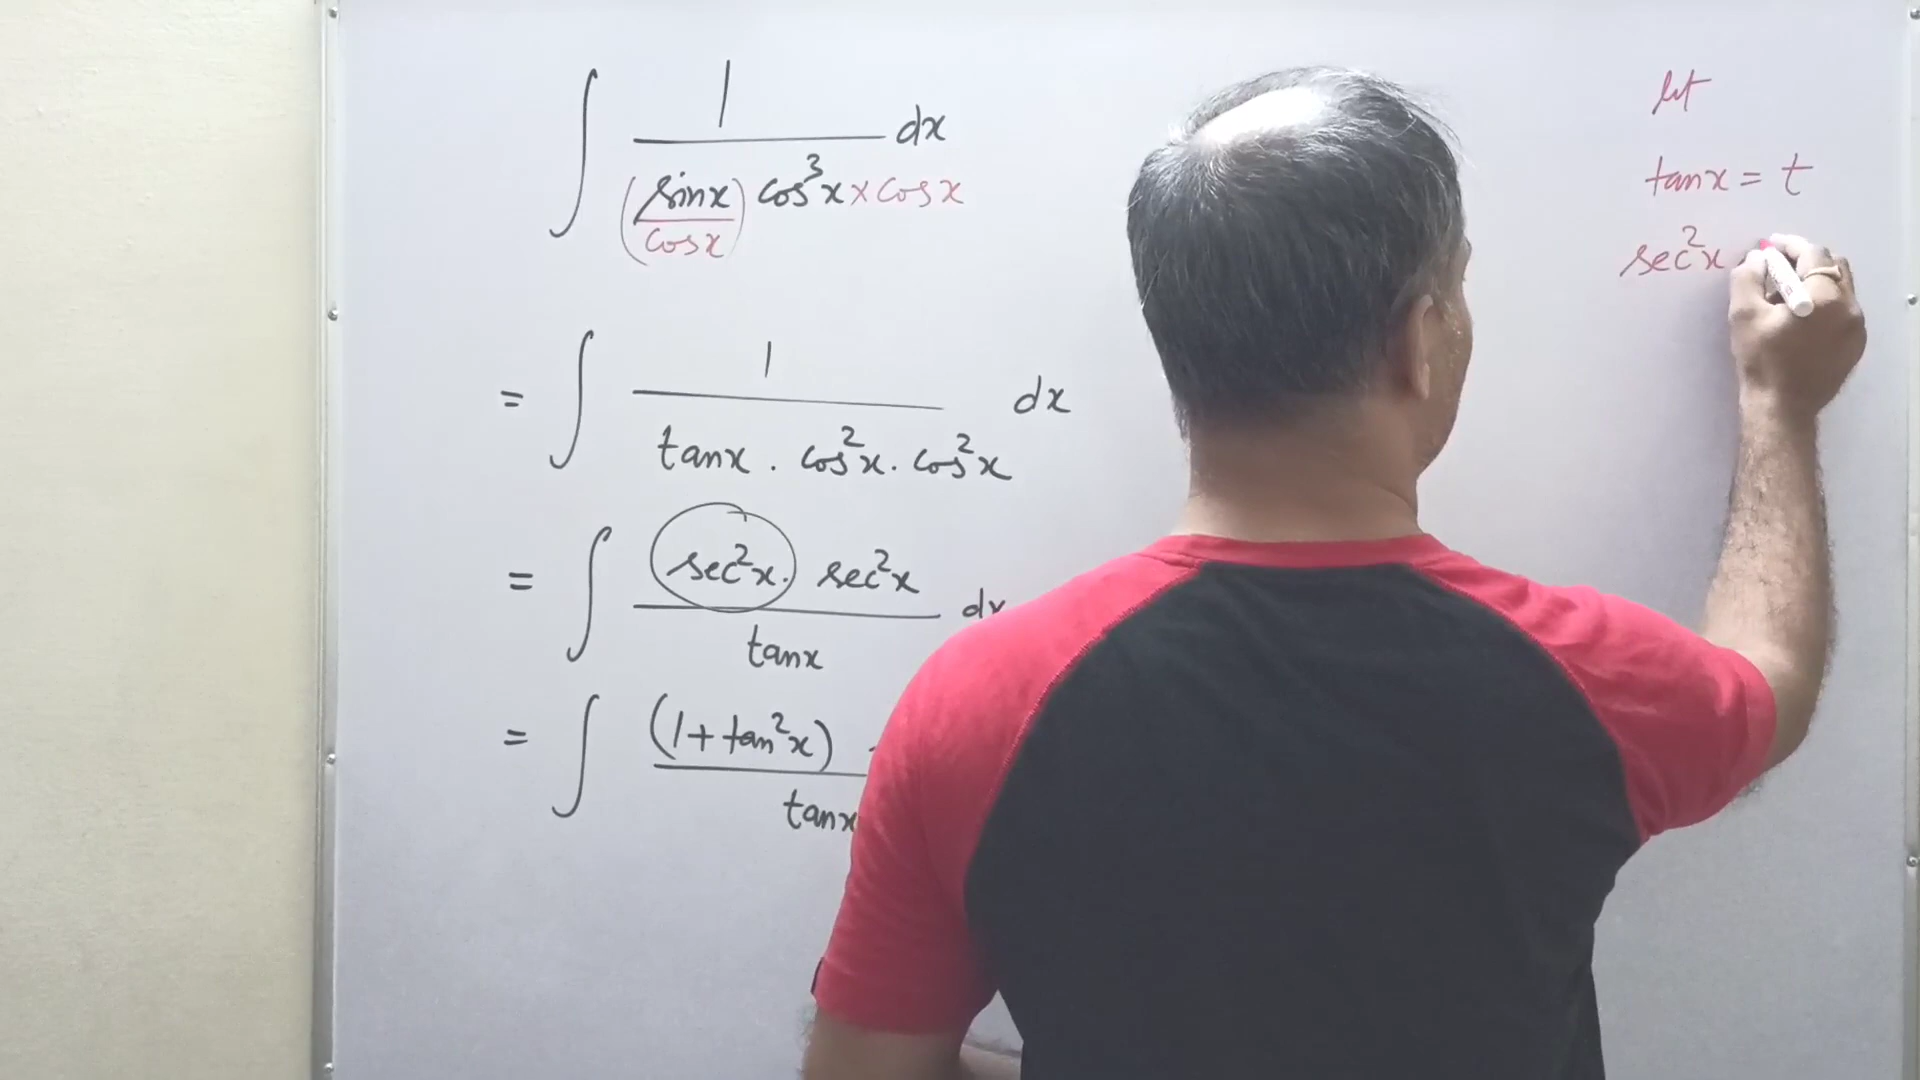 ∫ 1 dx
(sinx/cosx) cos³x × cosx
= ∫ 1 dx
tanx . cos²x . cos²x
= ∫ sec²x . sec²x dx
tanx
= ∫ (1 + tan²x)
tanx
let
tanx = t
sec²x